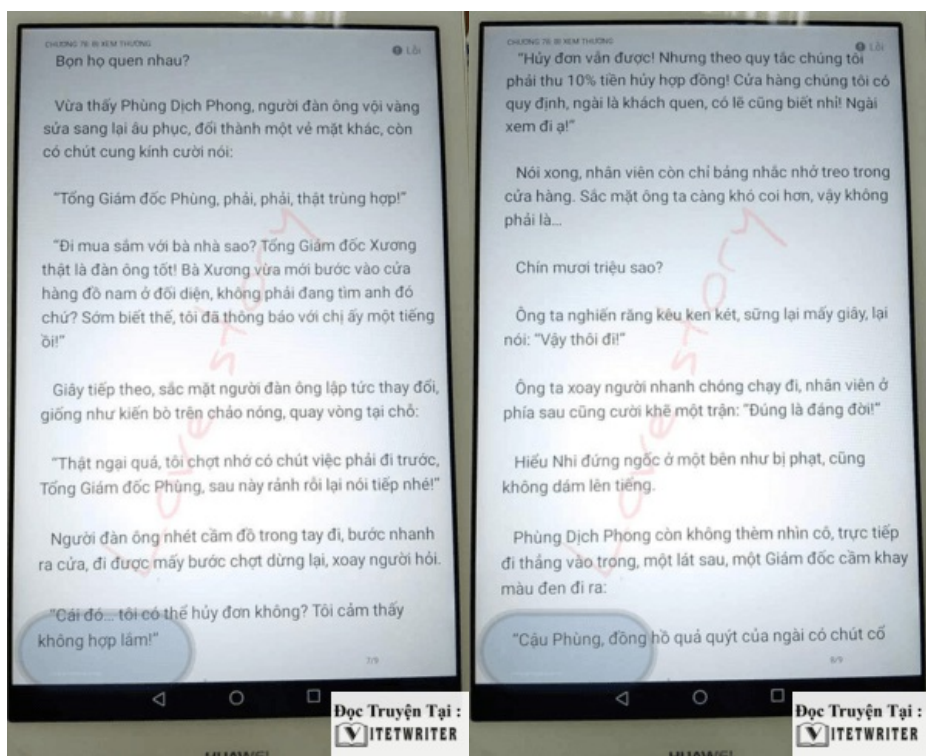 CHƯƠNG 76: BỊ XEM THƯỜNG
Lỗi
Bọn họ quen nhau?
Vừa thấy Phùng Dịch Phong, người đàn ông vội vàng
sửa sang lại âu phục, đổi thành một vẻ mặt khác, còn
có chút cung kính cười nói:
"Tổng Giám đốc Phùng, phải, phải, thật trùng hợp!"
"Đi mua sắm với bà nhà sao? Tổng Giám đốc Xương
thật là đàn ông tốt! Bà Xương vừa mới bước vào cửa
hàng đồ nam ở đối diện, không phải đang tìm anh đó
chứ? Sớm biết thế, tôi đã thông báo với chị ấy một tiếng
ồi!"
Giây tiếp theo, sắc mặt người đàn ông lập tức thay đổi,
giống như kiến bò trên chảo nóng, quay vòng tại chỗ:
"Thật ngại quá, tôi chợt nhớ có chút việc phải đi trước,
Tổng Giám đốc Phùng, sau này rảnh rỗi lại nói tiếp nhé!"
Người đàn ông nhét cầm đồ trong tay đi, bước nhanh
ra cửa, đi được mấy bước chợt dừng lại, xoay người hỏi.
"Cái đó... tôi có thể hủy đơn không? Tôi cảm thấy
không hợp lắm!"
7/9
Love story
Đọc Truyện Tại :
VITETWRITER
HUAWEI
CHƯƠNG 76: BỊ XEM THƯỜNG
Lỗi
"Hủy đơn vẫn được! Nhưng theo quy tắc chúng tôi
phải thu 10% tiền hủy hợp đồng! Cửa hàng chúng tôi có
quy định, ngài là khách quen, có lẽ cũng biết nhỉ! Ngài
xem đi ạ!"
Nói xong, nhân viên còn chỉ bảng nhắc nhở treo trong
cửa hàng. Sắc mặt ông ta càng khó coi hơn, vậy không
phải là...
Chín mươi triệu sao?
Ông ta nghiến răng kêu ken két, sững lại mấy giây, lại
nói: "Vậy thôi đi!"
Ông ta xoay người nhanh chóng chạy đi, nhân viên ở
phía sau cũng cười khẽ một trận: "Đúng là đáng đời!"
Hiểu Nhi đứng ngốc ở một bên như bị phạt, cũng
không dám lên tiếng.
Phùng Dịch Phong còn không thèm nhìn cô, trực tiếp
đi thẳng vào trong, một lát sau, một Giám đốc cầm khay
màu đen đi ra:
"Cậu Phùng, đồng hồ quả quýt của ngài có chút cố
8/9
Love story
Đọc Truyện Tại :
VITETWRITER
HUAWEI